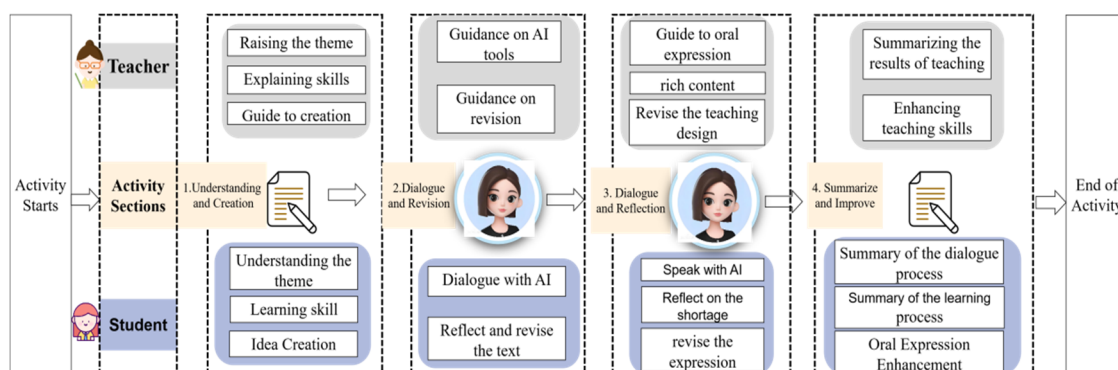 Activity
Starts
Teacher
Activity
Sections
Student
Raising the theme
Explaining skills
Guide to creation
1.Understanding
and Creation
Understanding the
theme
Learning skill
Idea Creation
Guidance on AI
tools
Guidance on
revision
2.Dialogue
and Revision
Dialogue with AI
Reflect and revise
the text
Guide to oral
expression
rich content
Revise the teaching
design
3. Dialogue
and Reflection
Speak with AI
Reflect on the
shortage
revise the
expression
Summarizing the
results of teaching
Enhancing
teaching skills
4. Summarize
and Improve
Summary of the dialogue
process
Summary of the learning
process
Oral Expression
Enhancement
End of
Activity